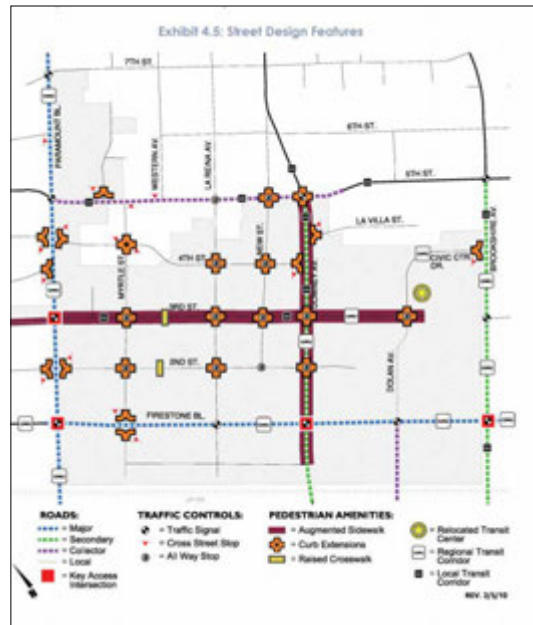 Exhibit 4.5: Street Design Features
7TH ST.
PARAMOUNT BL.
6TH ST.
WESTERN AV.
LA REINA AV.
5TH ST.
NEW ST.
LA VILLA ST.
BROOKSHIRE AV.
4TH ST.
MYRTLE ST.
DOWNEY AV.
CIVIC CTR.
DR.
3RD ST.
2ND ST.
DOLAN AV.
FIRESTONE BL.
ROADS:
= Major
= Secondary
= Collector
= Local
= Key Access
Intersection
TRAFFIC CONTROLS:
= Traffic Signal
= Cross Street Stop
= All Way Stop
PEDESTRIAN AMENITIES:
= Augmented Sidewalk
= Curb Extensions
= Raised Crosswalk
= Relocated Transit
Center
= Regional Transit
Corridor
= Local Transit
Corridor
REV. 2/5/10